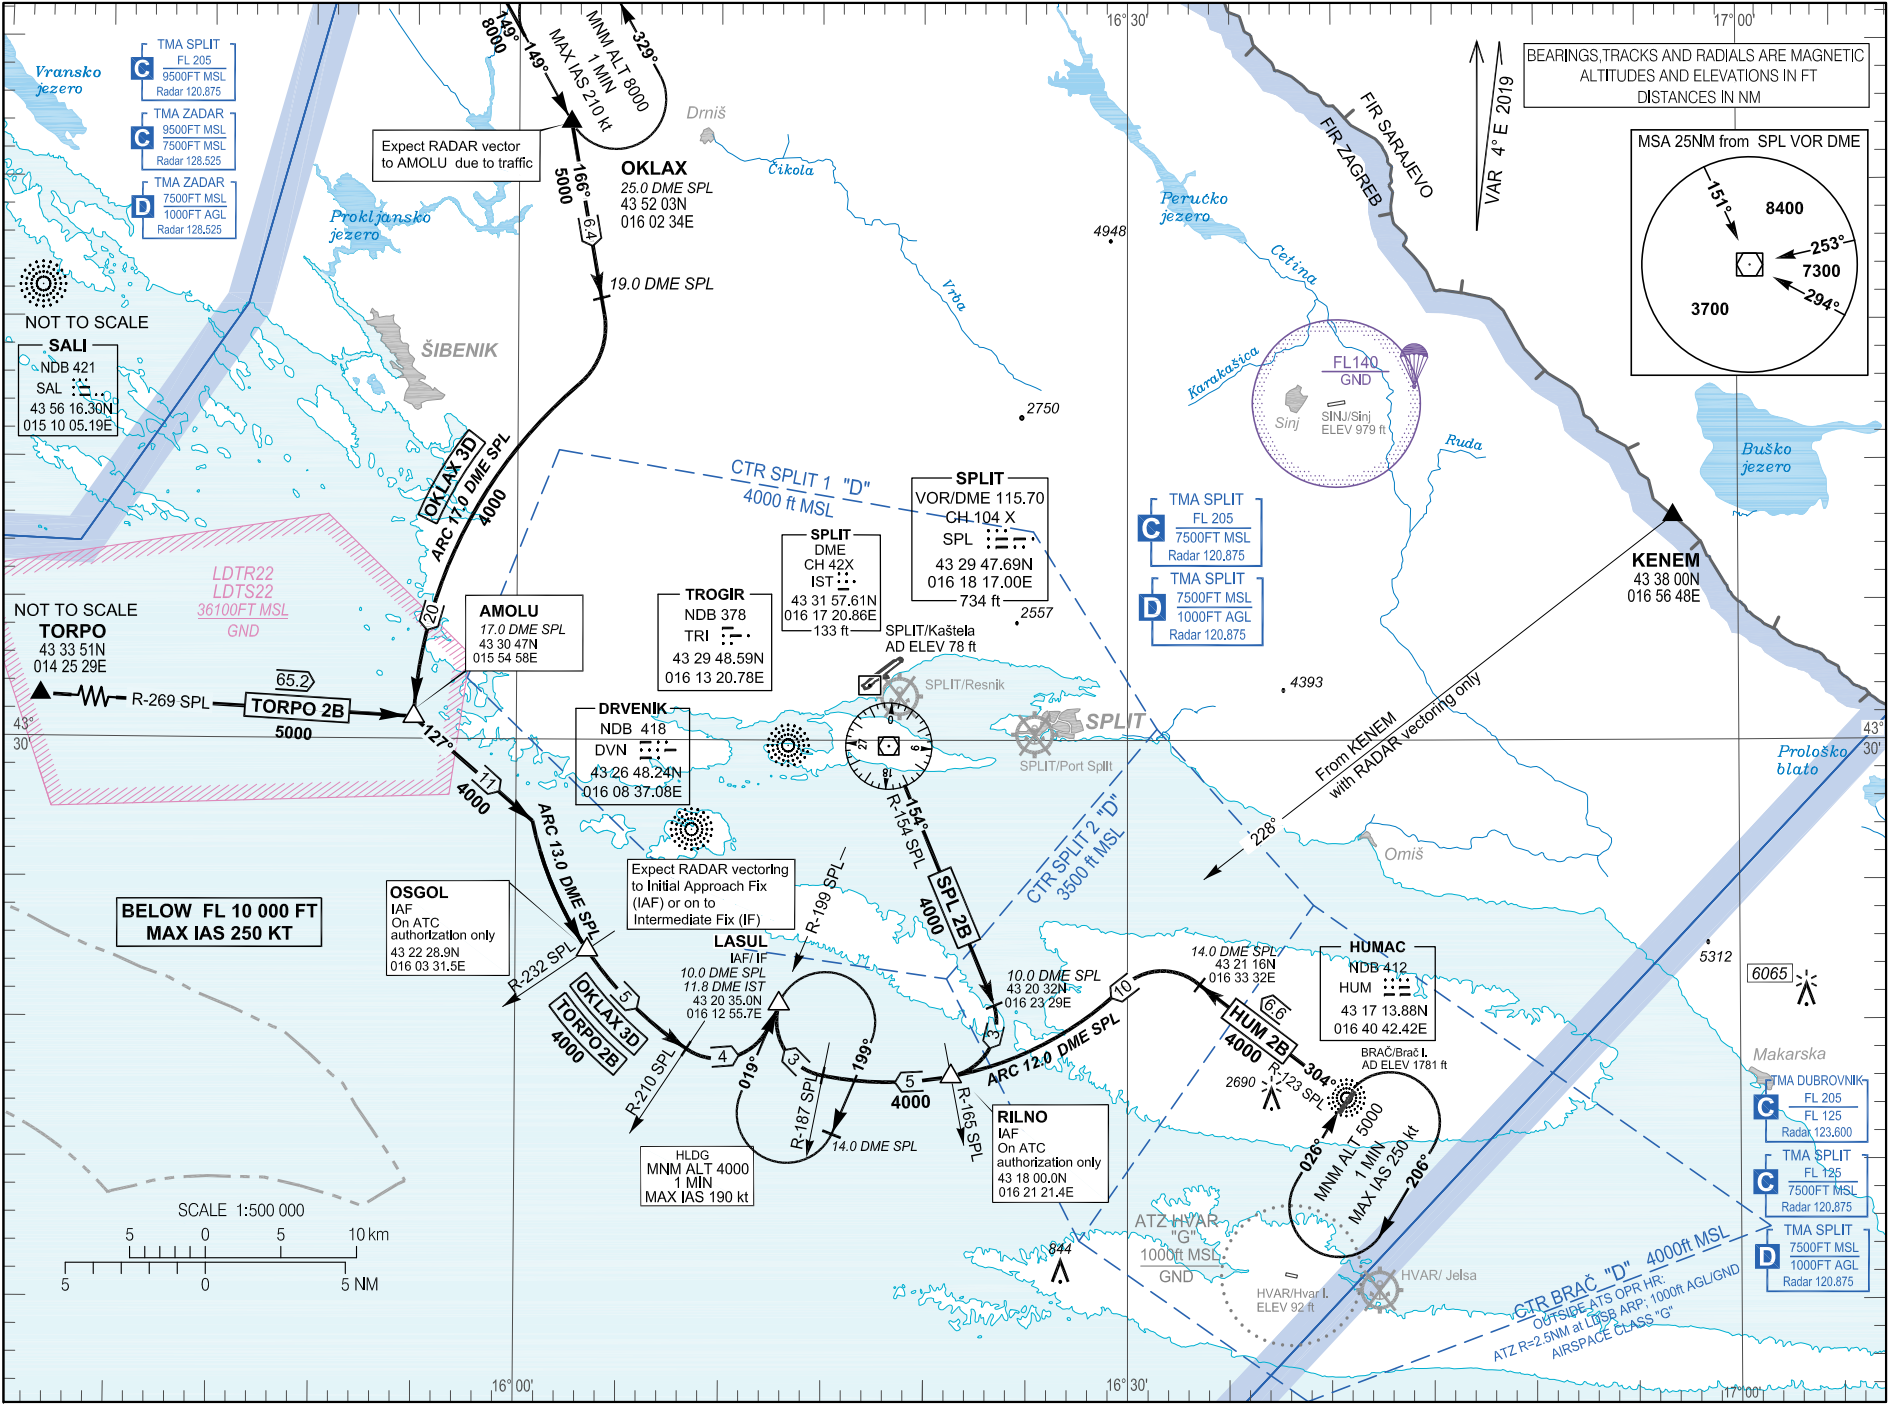 16° 30'
17° 00'
TMA SPLIT
C
FL 205
9500FT MSL
Radar 120.875
TMA ZADAR
C
9500FT MSL
7500FT MSL
Radar 128.525
TMA ZADAR
D
7500FT MSL
1000FT AGL
Radar 128.525
Vransko
jezero
149°
8000
149°
MNM ALT 8000
1 MIN
MAX IAS 210 kt
329°
Drniš
Expect RADAR vector
to AMOLU due to traffic
OKLAX
25.0 DME SPL
43 52 03N
016 02 34E
166°
5000
6.4
19.0 DME SPL
Čikola
Vrba
Prokljansko
jezero
ŠIBENIK
NOT TO SCALE
SALI
NDB 421
SAL
43 56 16.30N
015 10 05.19E
Peručko
jezero
Cetina
4948
FIR SARAJEVO
FIR ZAGREB
VAR 4° E 2019
BEARINGS,TRACKS AND RADIALS ARE MAGNETIC
ALTITUDES AND ELEVATIONS IN FT
DISTANCES IN NM
MSA 25NM from SPL VOR DME
151°
8400
253°
7300
294°
3700
Karakašica
FL140
GND
Sinj
SINJ/Sinj
ELEV 979 ft
Ruda
Buško
jezero
2750
OKLAX 3D
ARC 17.0 DME SPL
4000
20
CTR SPLIT 1 "D"
4000 ft MSL
SPLIT
VOR/DME 115.70
CH 104 X
SPL
43 29 47.69N
016 18 17.00E
734 ft
SPLIT
DME
CH 42X
IST
43 31 57.61N
016 17 20.86E
133 ft
2557
TMA SPLIT
C
FL 205
7500FT MSL
Radar 120.875
TMA SPLIT
D
7500FT MSL
1000FT AGL
Radar 120.875
KENEM
43 38 00N
016 56 48E
LDTR22
LDTS22
36100FT MSL
GND
NOT TO SCALE
TORPO
43 33 51N
014 25 29E
R-269 SPL
65.2
TORPO 2B
5000
AMOLU
17.0 DME SPL
43 30 47N
015 54 58E
TROGIR
NDB 378
TRI
43 29 48.59N
016 13 20.78E
SPLIT/Kaštela
AD ELEV 78 ft
SPLIT/Resnik
SPLIT
SPLIT/Port Split
0
9
18
27
4393
From KENEM
with RADAR vectoring only
228°
43°
30'
43°
30'
Prološko
blato
127°
11
4000
DRVENIK
NDB 418
DVN
43 26 48.24N
016 08 37.08E
ARC 13.0 DME SPL
154°
R-154 SPL
SPL 2B
4000
CTR SPLIT 2 "D"
3500 ft MSL
Omiš
Expect RADAR vectoring
to Initial Approach Fix
(IAF) or on to
Intermediate Fix (IF)
OSGOL
IAF
On ATC
authorization only
43 22 28.9N
016 03 31.5E
BELOW FL 10 000 FT
MAX IAS 250 KT
R-232 SPL
R-199 SPL
LASUL
IAF/ IF
10.0 DME SPL
11.8 DME IST
43 20 35.0N
016 12 55.7E
10.0 DME SPL
43 20 32N
016 23 29E
14.0 DME SPL
43 21 16N
016 33 32E
HUMAC
NDB 412
HUM
43 17 13.88N
016 40 42.42E
5312
6065
5
OKLAX 3D
TORPO2B
4000
R-210 SPL
4
3
019°
199°
R-187 SPL
14.0 DME SPL
5
4000
3
ARC 12.0 DME SPL
10
R-165 SPL
6.6
HUM 2B
4000
304°
R-123 SPL
2690
BRAČ/Brač I.
AD ELEV 1781 ft
Makarska
HLDG
MNM ALT 4000
1 MIN
MAX IAS 190 kt
RILNO
IAF
On ATC
authorization only
43 18 00.0N
016 21 21.4E
026°
MNM ALT 5000
1 MIN
MAX IAS 250 kt
206°
TMA DUBROVNIK
C
FL 205
FL 125
Radar 123.600
TMA SPLIT
C
FL 125
7500FT MSL
Radar 120.875
TMA SPLIT
D
7500FT MSL
1000FT AGL
Radar 120.875
SCALE 1:500 000
5 0 5 10 km
5 0 5 NM
ATZ HVAR
"G"
1000ft MSL
GND
844
HVAR/Hvar I.
ELEV 92 ft
HVAR/ Jelsa
CTR BRAČ "D" 4000ft MSL
OUTSIDE ATS OPR HR:
ATZ R=2.5NM at LDSB ARP; 1000ft AGL/GND
AIRSPACE CLASS "G"
16° 00'
16° 30'
17° 00'